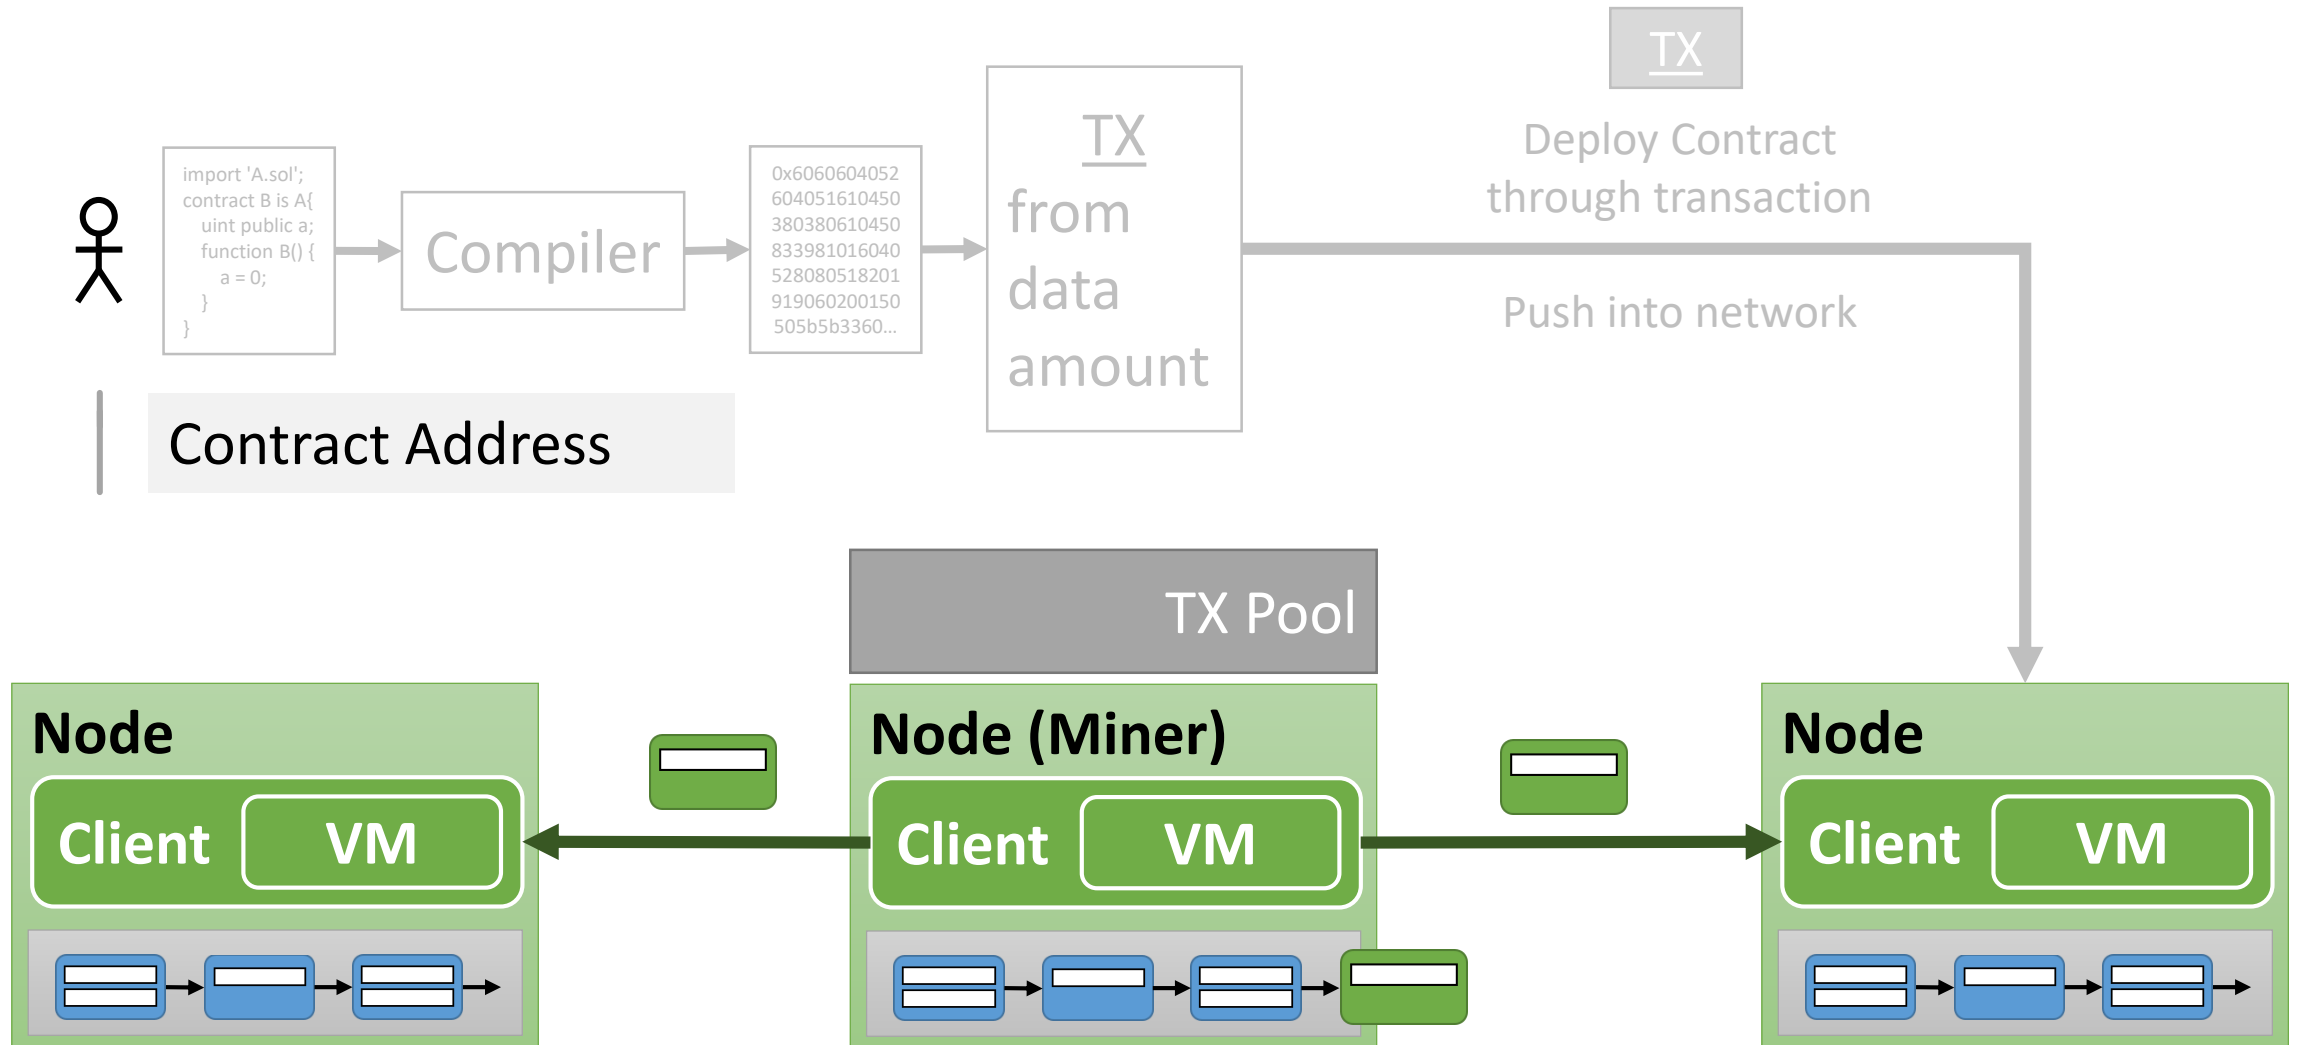 TX
Deploy Contract
through transaction
Push into network
import 'A.sol';
contract B is A{
uint public a;
function B() {
a = 0;
}
}
Compiler
0x6060604052
604051610450
380380610450
833981016040
528080518201
919060200150
505b5b3360...
TX
from
data
amount
Contract Address
TX Pool
Node
Client
VM
Node (Miner)
Client
VM
Node
Client
VM